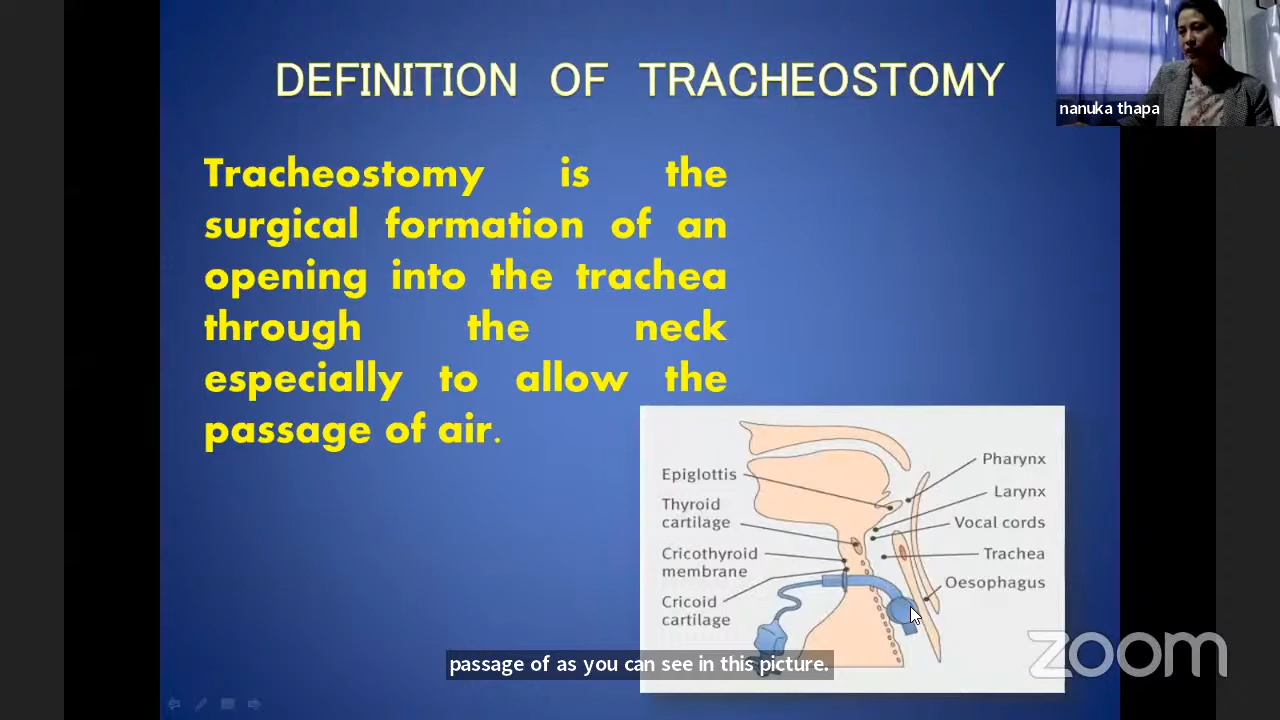 DEFINITION OF TRACHEOSTOMY
nanuka thapa
Tracheostomy is the
surgical formation of an
opening into the trachea
through the neck
especially to allow the
passage of air.
Epiglottis
Thyroid
cartilage
Cricothyroid
membrane
Cricoid
cartilage
Pharynx
Larynx
Vocal cords
Trachea
Oesophagus
zoom
passage of as you can see in this picture.